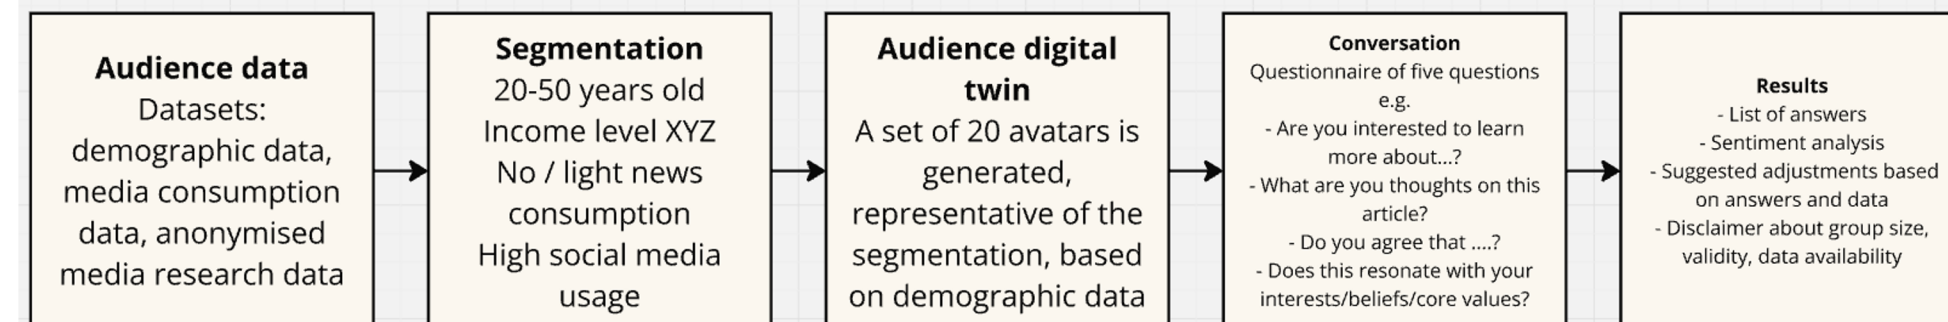 Audience data
Datasets:
demographic data,
media consumption
data, anonymised
media research data
Segmentation
20-50 years old
Income level XYZ
No / light news
consumption
High social media
usage
Audience digital
twin
A set of 20 avatars is
generated,
representative of the
segmentation, based
on demographic data
Conversation
Questionnaire of five questions
e.g.
- Are you interested to learn
more about...?
- What are you thoughts on this
article?
- Do you agree that ....?
- Does this resonate with your
interests/beliefs/core values?
Results
- List of answers
- Sentiment analysis
- Suggested adjustments based
on answers and data
- Disclaimer about group size,
validity, data availability